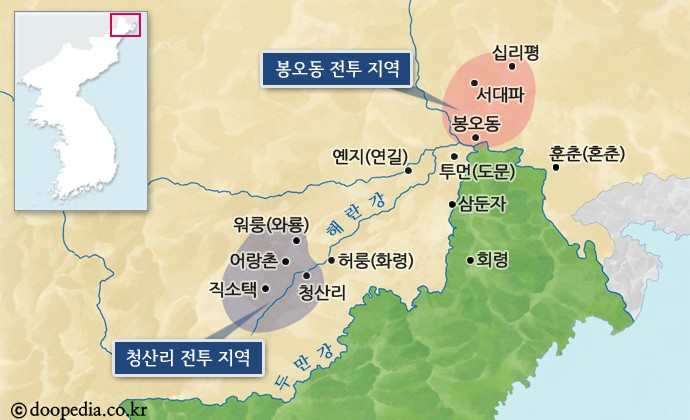 십리평
봉오동 전투 지역
서대파
봉오동
옌지(연길)
투먼(도문)
훈춘(혼춘)
삼둔자
해란강
워룽(와룡)
어랑촌
허룽(화령)
회령
직소택
청산리
청산리 전투 지역
두만강
ⓒ doopedia.co.kr